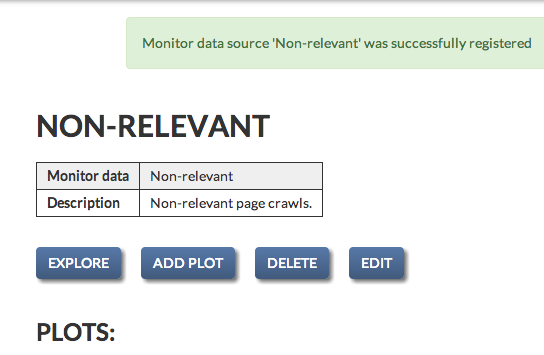 Monitor data source 'Non-relevant' was successfully registered
NON-RELEVANT
Monitor data Non-relevant
Description Non-relevant page crawls.
EXPLORE ADD PLOT DELETE EDIT
PLOTS: